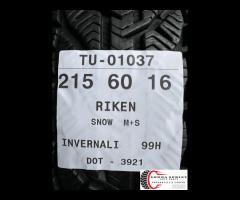 TU-01037
215 60 16
RIKEN
SNOW M+S
INVERNALI 99H
DOT - 3921